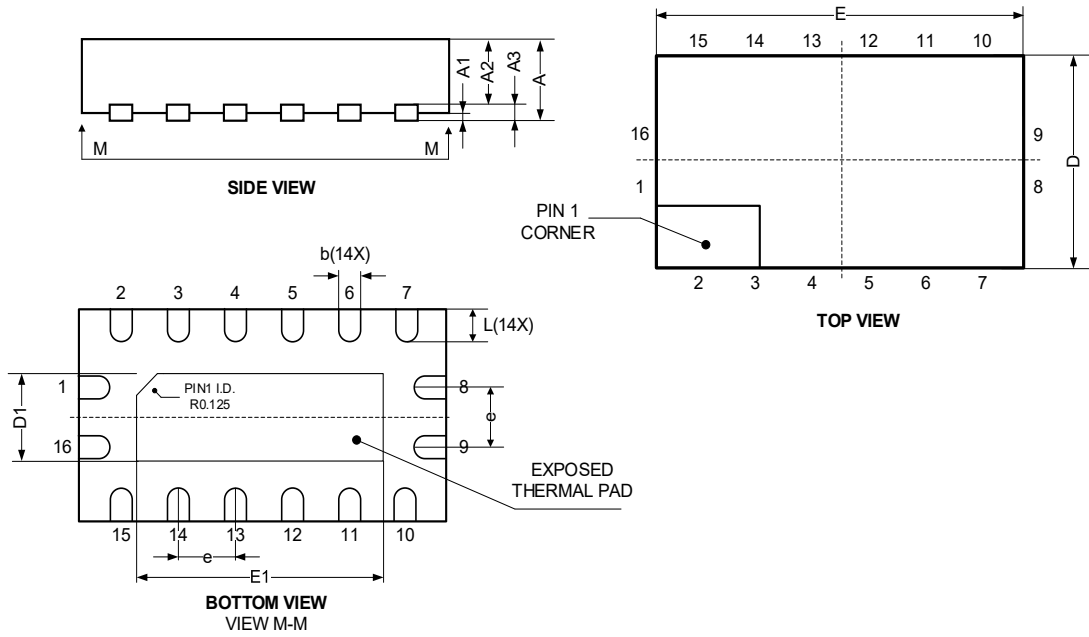 A1
A2
A3
A
M
M
SIDE VIEW
E
15 14 13 12 11 10
16
9
1
8
D
PIN 1
CORNER
2 3 4 5 6 7
TOP VIEW
b(14X)
2 3 4 5 6 7
L(14X)
1
PIN1 I.D.
R0.125
8
D1
e
16
9
EXPOSED
THERMAL PAD
15 14 13 12 11 10
e
E1
BOTTOM VIEW
VIEW M-M